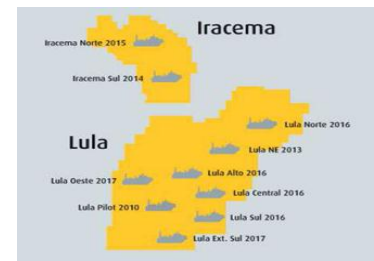 Iracema
Iracema Norte 2015
Iracema Sul 2014
Lula Norte 2016
Lula
Lula NE 2013
Lula Alto 2016
Lula Oeste 2017
Lula Central 2016
Lula Pilot 2010
Lula Sul 2016
Lula Ext. Sul 2017